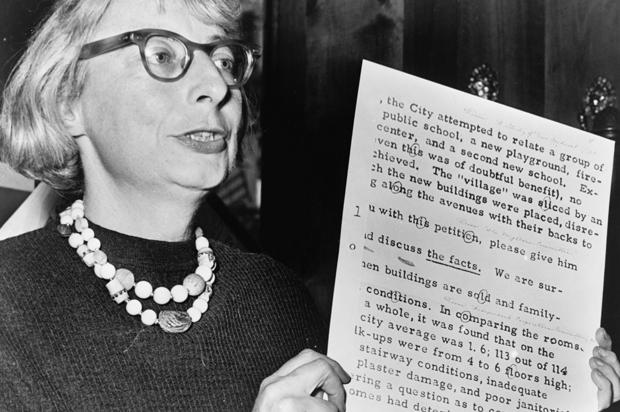 , the City attempted to relate a group of
public school, a new playground, fire-
center, and a second new school. Ex-
ven this was of doubtful benefit), no
chieved. The "village" was sliced by an
ch the new buildings were placed, disre-
g along the avenues with their backs to
u with this petition, please give him
nd discuss the facts. We are sur-
hen buildings are sold and family-
conditions. In comparing the rooms
a whole, it was found that on the
city average was 1.6; 113 out of 114
lk-ups were from 4 to 6 floors high;
stairway conditions, inadequate
plaster damage, and poor janitori
ring a question as to co
omes had dete